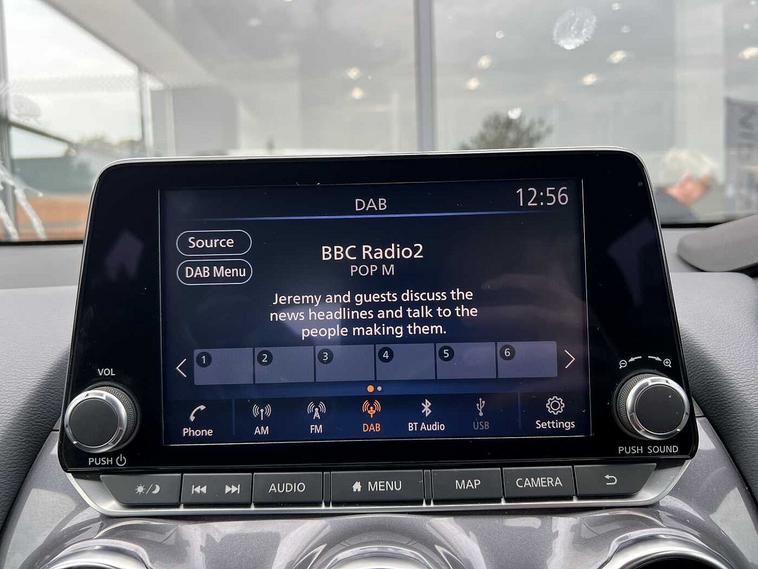 DAB
12:56
Source
DAB Menu
BBC Radio2
POP M
Jeremy and guests discuss the
news headlines and talk to the
people making them.
1 2 3 4 5 6
Phone AM FM DAB BT Audio USB Settings
VOL
PUSH
PUSH SOUND
AUDIO MENU MAP CAMERA